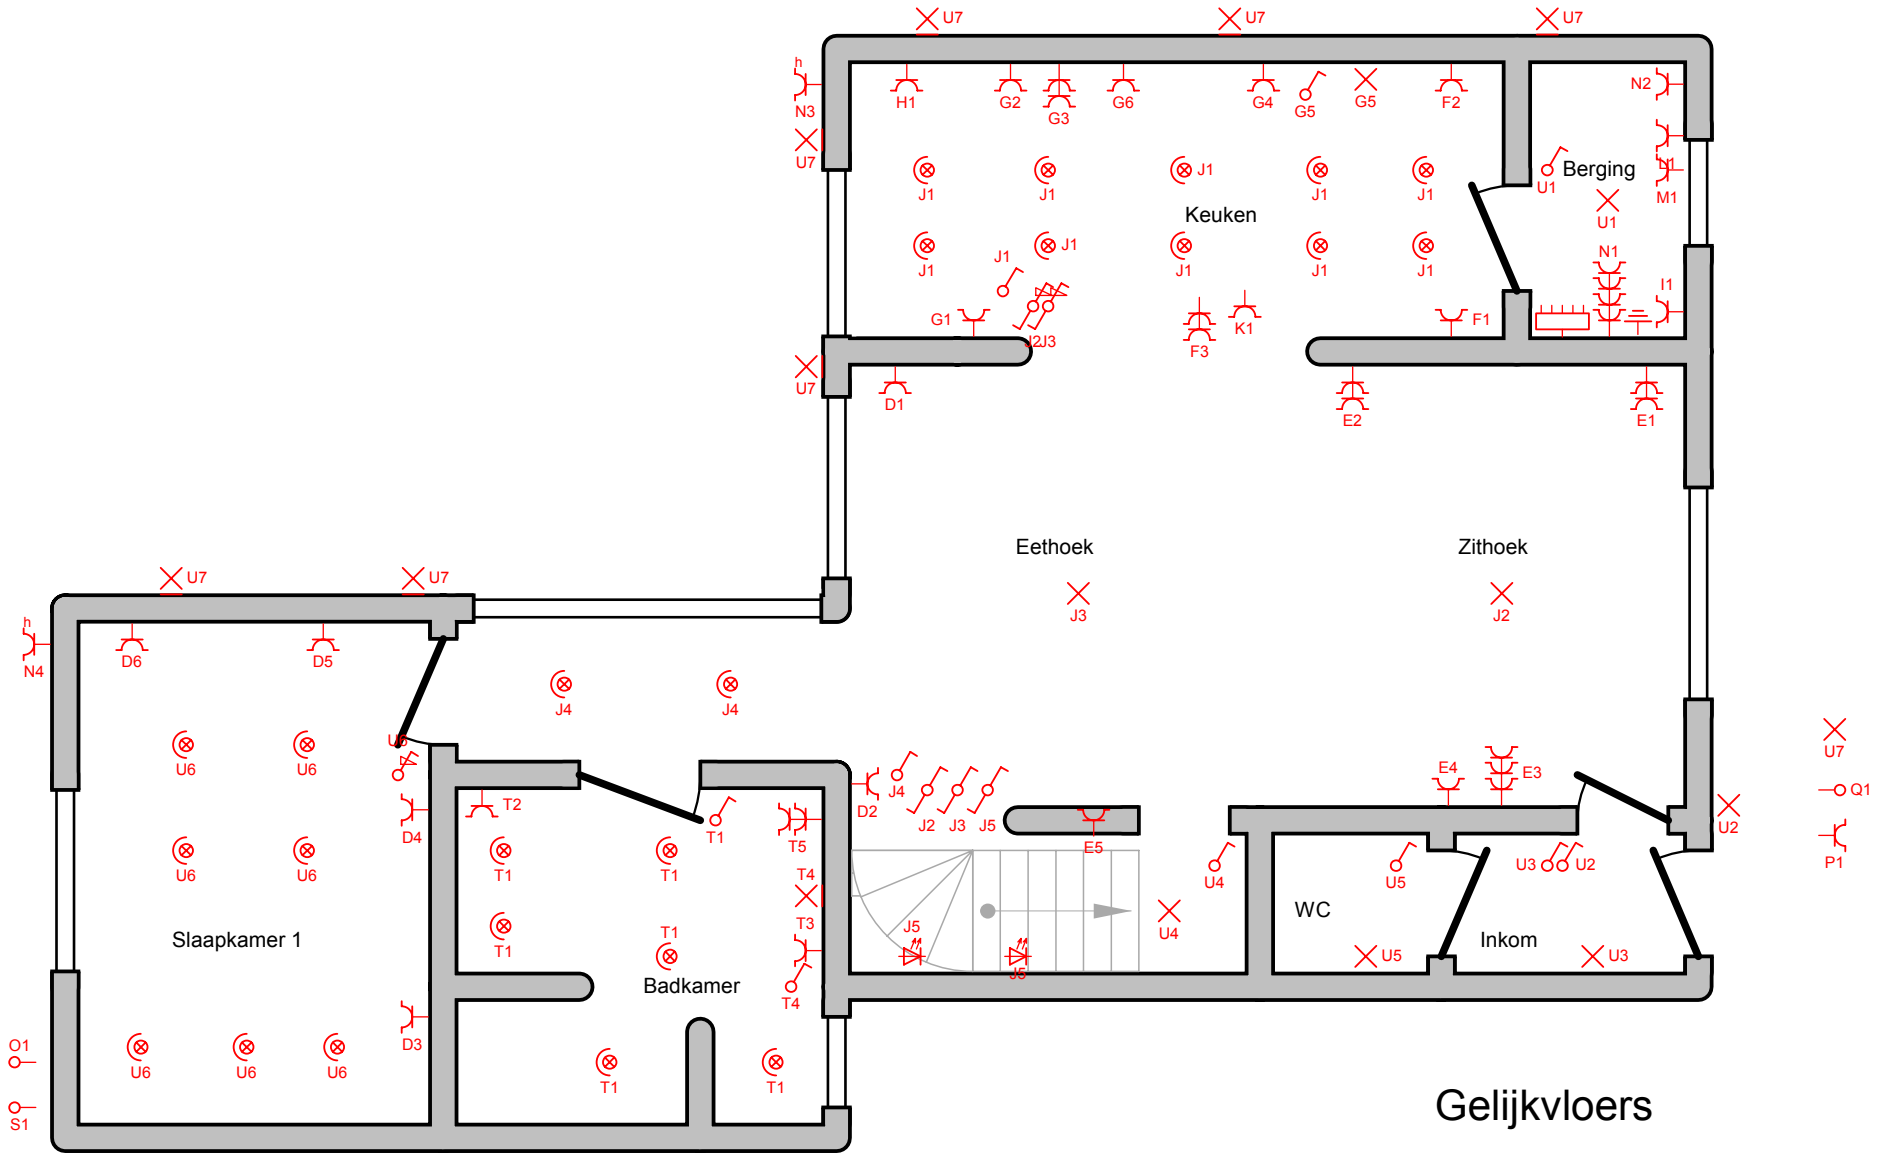 U7 U7 U7
h
N3
H1 G2 G3 G6 G4 G5 G5 F2 N2
U7
J1 J1 J1 J1 J1
U1 Berging L1
M1
Keuken
U1
J1 J1 J1 J1 J1
J1
N1
I1
G1 J2 J3 F3 K1 F1
U7
D1 E2 E1
Eethoek Zithoek
J3 J2
U7 U7
h
N4
D6 D5
J4 J4
U6
U6 U6
U7
E4 E3
D2 J4
J2 J3 J5
Q1
D4 T2 T1 T5
U2
E5
P1
U6 U6
T1 T1
T4
U4 U5 U3 U2
T3
WC
Slaapkamer 1
T1 T1
J5
U4
Inkom
J5
U5 U3
Badkamer
T4
O1
D3
U6 U6 U6
T1 T1
S1
Gelijkvloers